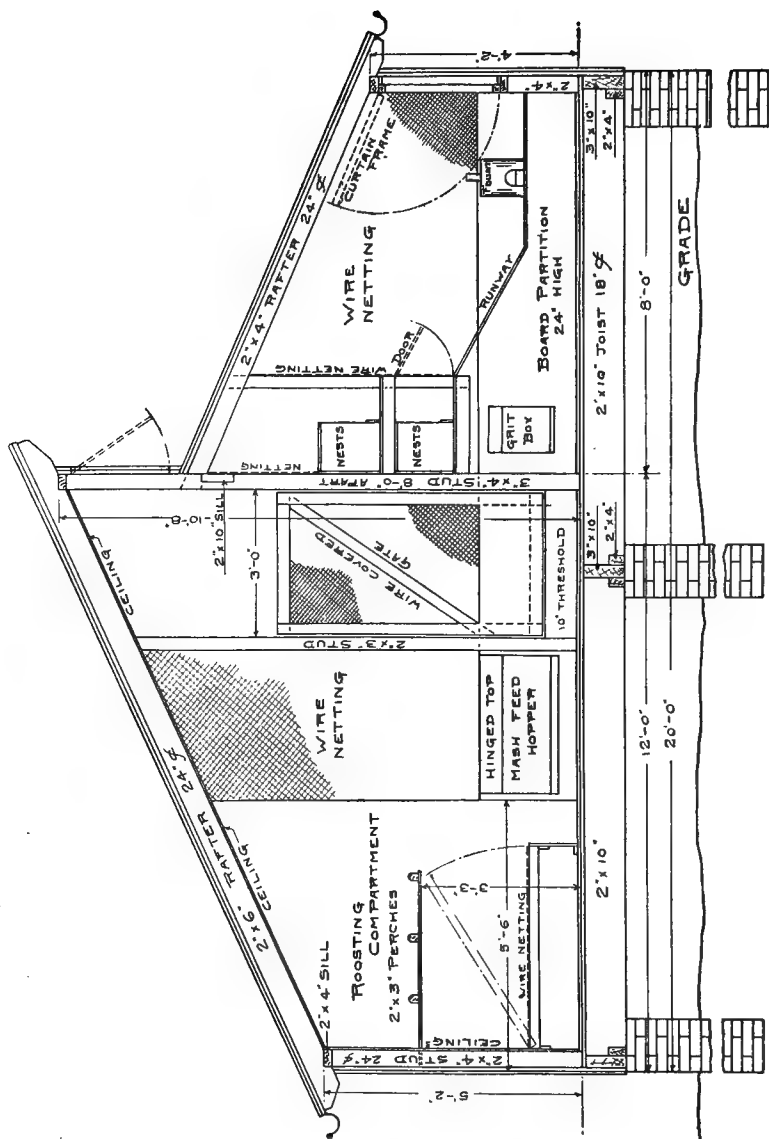 4'-2"
2"x4" RAFTER 24" ₵
CURTAIN
FRAME
2"x4"
WIRE
NETTING
FOUNT
RUNWAY
3"x10"
2"x4"
BOARD PARTITION
24" HIGH
GRADE
WIRE NETTING
DOOR
NESTS
NESTS
GRIT
BOX
2"x10" JOIST 18" ₵
8'-0"
NETTING
3"x4" STUD 8'-0" APART
2"x10" SILL
10'-8"
3'-0"
CEILING
WIRE COVERED
GATE
10" THRESHOLD
3"x10"
2"x4"
2"x3" STUD
WIRE
NETTING
HINGED TOP
MASH FEED
HOPPER
12'-0"
20'-0"
2"x6" RAFTER 24" ₵
CEILING
ROOSTING
COMPARTMENT
2"x3" PERCHES
3'-3"
5'-6"
WIRE NETTING
2"x10"
2"x4" SILL
CEILING
2"x4" STUD 24" ₵
5'-2"